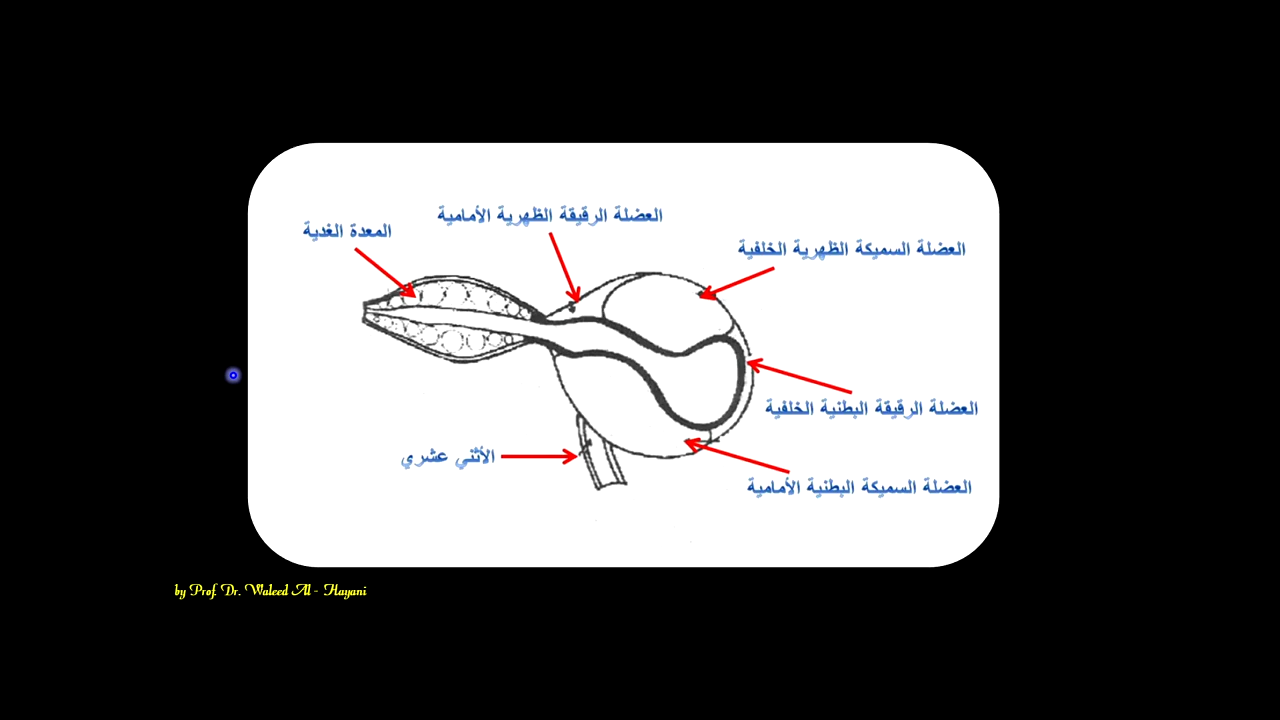 العضلة الرقيقة الظهرية الأمامية
المعدة الغدية
العضلة السميكة الظهرية الخلفية
العضلة الرقيقة البطنية الخلفية
الأثني عشري
العضلة السميكة البطنية الأمامية
by Prof. Dr. Waleed Al - Hayani